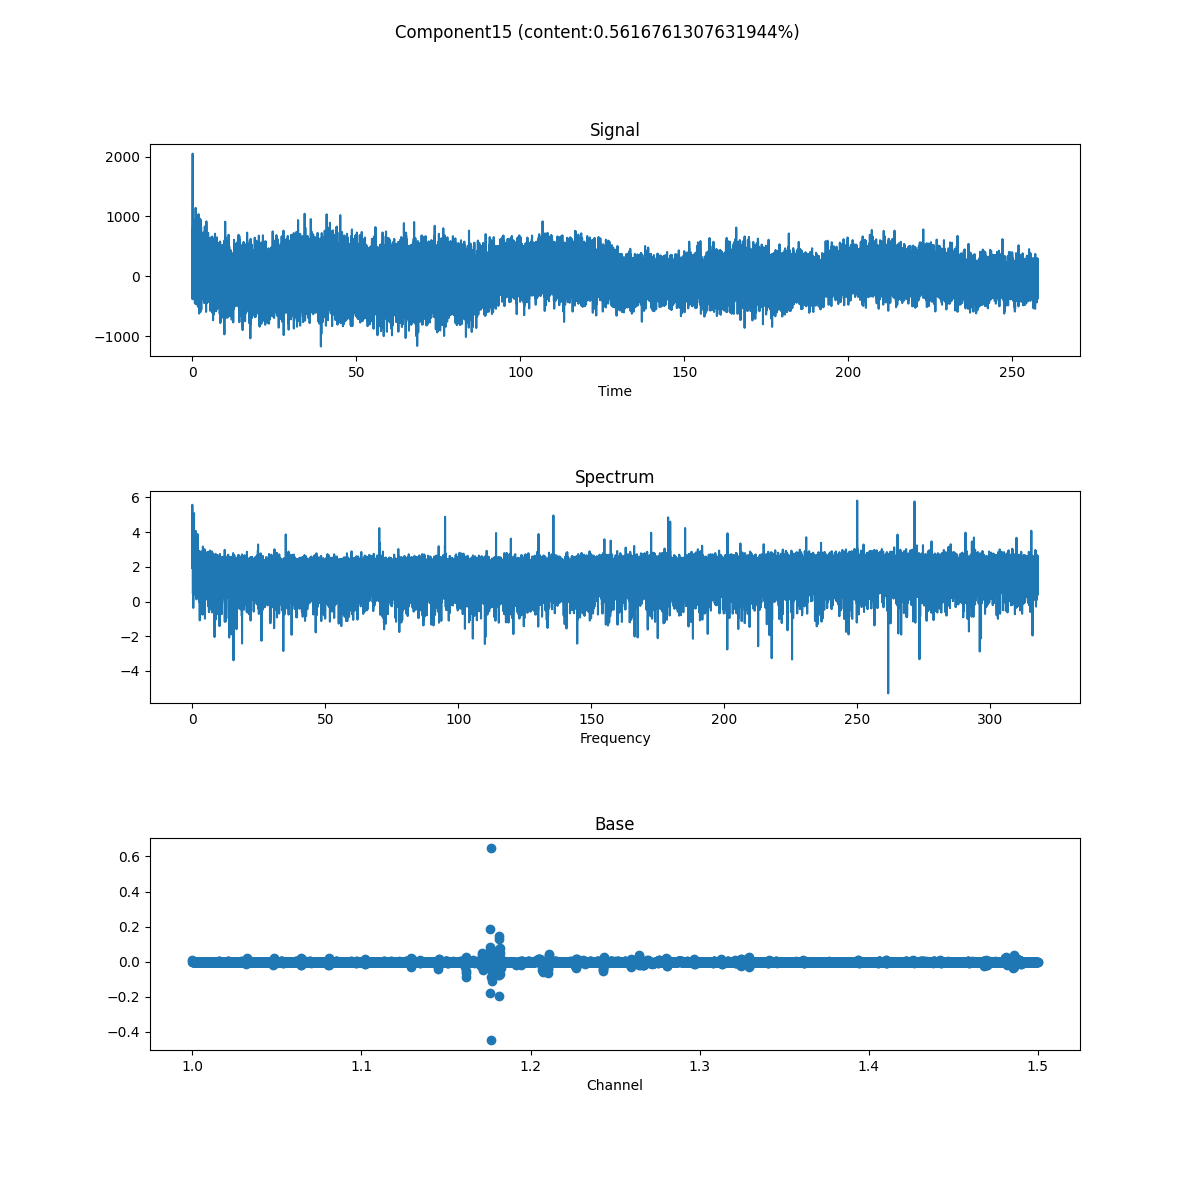 Component15 (content:0.5616761307631944%)
Signal
2000
1000
0
−1000
0 50 100 150 200 250
Time
Spectrum
6
4
2
0
−2
−4
0 50 100 150 200 250 300
Frequency
Base
0.6
0.4
0.2
0.0
−0.2
−0.4
1.0 1.1 1.2 1.3 1.4 1.5
Channel